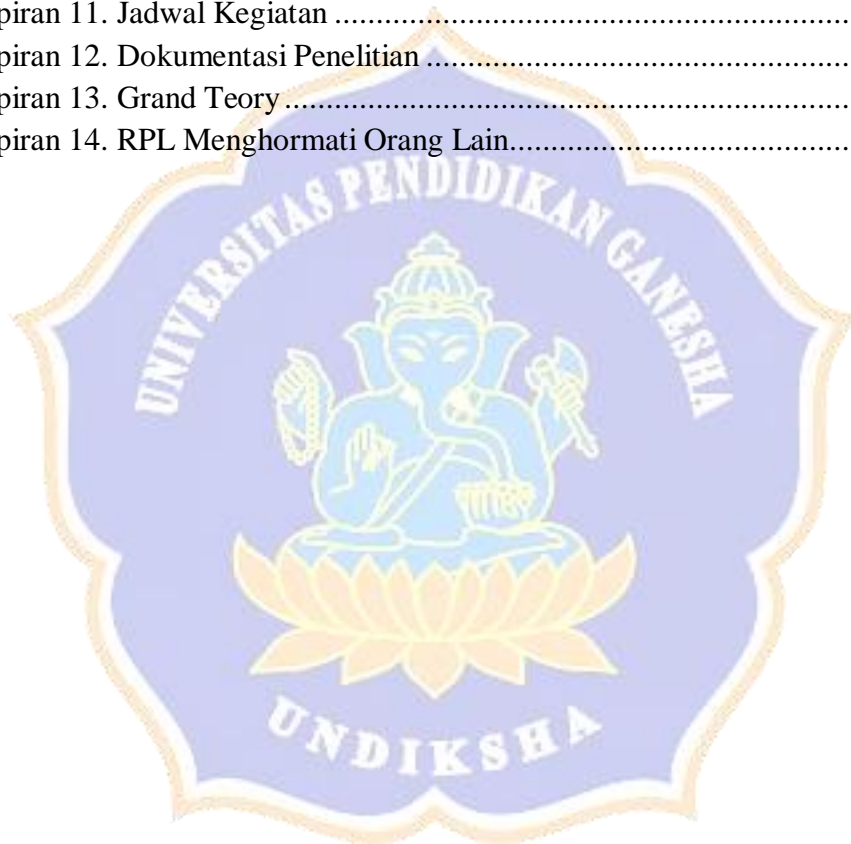 piran 11. Jadwal Kegiatan ...............................................................
piran 12. Dokumentasi Penelitian ....................................................
piran 13. Grand Teory.....................................................................
piran 14. RPL Menghormati Orang Lain.........................................
UNIVERSITAS PENDIDIKAN GANESHA
UNDIKSHA